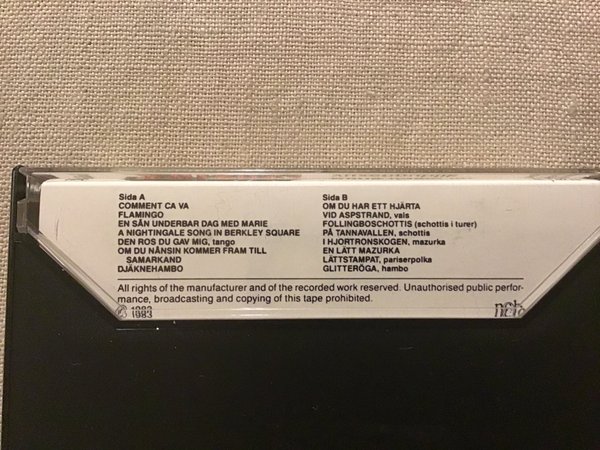 Sida A
COMMENT CA VA
FLAMINGO
EN SÅN UNDERBAR DAG MED MARIE
A NIGHTINGALE SONG IN BERKLEY SQUARE
DEN ROS DU GAV MIG, tango
OM DU NÅNSIN KOMMER FRAM TILL
SAMARKAND
DJÄKNEHAMBO
Sida B
OM DU HAR ETT HJÄRTA
VID ASPSTRAND, vals
FOLLINGBOSCHOTTIS (schottis i turer)
PÅ TANNAVALLEN, schottis
I HJORTRONSKOGEN, mazurka
EN LÄTT MAZURKA
LÄTTSTAMPAT, pariserpolka
GLITTERÖGA, hambo
All rights of the manufacturer and of the recorded work reserved. Unauthorised public perfor-
mance, broadcasting and copying of this tape prohibited.
1983